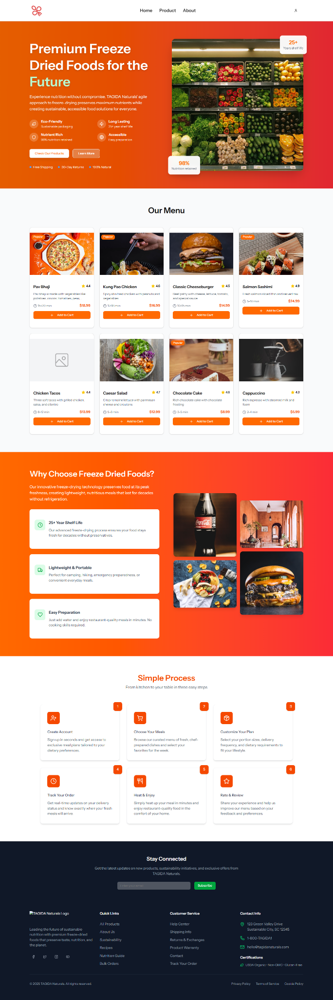 Home Product About
Premium Freeze
Dried Foods for the
Future
Experience nutrition without compromise. TAGIDA Naturals' agile
approach to freeze-drying preserves maximum nutrients while
creating sustainable, accessible food solutions for everyone.
Eco-Friendly
Sustainable packaging
Long Lasting
25+ year shelf life
Nutrient Rich
98% nutrition retained
Accessible
Easy preparation
Check Our Products
Learn More
Free Shipping
30-Day Returns
100% Natural
25+
Years shelf life
98%
Nutrition retained
Our Menu
Popular
Pav Bhaji 4.4
Pav bhaji is made with vegetables like
potatoes, onions, tomatoes, peas.
15-20 min $18.99
Add to Cart
Popular
Kung Pao Chicken 4.6
Spicy stir-fried chicken with peanuts and
vegetables
12-18 min $16.99
Add to Cart
Classic Cheeseburger 4.5
Beef patty with cheese, lettuce, tomato,
and special sauce
10-15 min $14.99
Add to Cart
Popular
Salmon Sashimi 4.9
Fresh salmon sliced thin and served raw
5-10 min $24.99
Add to Cart
Chicken Tacos 4.4
Three soft tacos with grilled chicken,
salsa, and cilantro
8-12 min $13.99
Add to Cart
Caesar Salad 4.7
Crisp romaine lettuce with parmesan
cheese and croutons
5-8 min $12.99
Add to Cart
Popular
Chocolate Cake 4.6
Rich chocolate cake with chocolate
frosting
3-5 min $8.99
Add to Cart
Cappuccino 4.3
Rich espresso with steamed milk and
foam
2-4 min $5.99
Add to Cart
Why Choose Freeze Dried Foods?
Our innovative freeze-drying technology preserves food at its peak
freshness, creating lightweight, nutritious meals that last for decades
without refrigeration.
25+ Year Shelf Life
Our advanced freeze-drying process ensures your food stays
fresh for decades without preservatives.
Lightweight & Portable
Perfect for camping, hiking, emergency preparedness, or
convenient everyday meals.
Easy Preparation
Just add water and enjoy restaurant-quality meals in minutes. No
cooking skills required.
Coca-Cola
Simple Process
From kitchen to your table in three easy steps
1
Create Account
Sign up in seconds and get access to
exclusive meal plans tailored to your
dietary preferences.
2
Choose Your Meals
Browse our curated menu of fresh, chef-
prepared dishes and select your
favorites for the week.
3
Customize Your Plan
Select your portion sizes, delivery
frequency, and dietary requirements to
fit your lifestyle.
4
Track Your Order
Get real-time updates on your delivery
status and know exactly when your fresh
meals will arrive.
5
Heat & Enjoy
Simply heat up your meal in minutes and
enjoy restaurant-quality food in the
comfort of your home.
6
Rate & Review
Share your experience and help us
improve our menu based on your
feedback and preferences.
Stay Connected
Get the latest updates on new products, sustainability initiatives, and exclusive offers from
TAGIDA Naturals.
Enter your email
Subscribe
TAGIDA Naturals Logo
Leading the future of sustainable
nutrition with premium freeze-dried
foods that preserve taste, nutrition, and
the planet.
Quick Links
All Products
About Us
Sustainability
Recipes
Nutrition Guide
Bulk Orders
Customer Service
Help Center
Shipping Info
Returns & Exchanges
Product Warranty
Contact
Track Your Order
Contact Info
123 Green Valley Drive
Sustainable City, SC 12345
1-800-TAGIDA1
hello@tagidanaturals.com
Certifications
USDA Organic • Non-GMO • Gluten-Free
© 2025 TAGIDA Naturals. All rights reserved.
Privacy Policy Terms of Service Cookie Policy